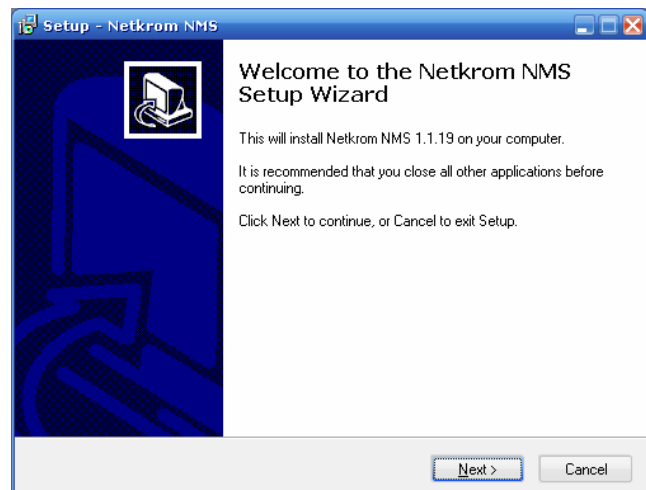 Setup - Netkrom NMS
Welcome to the Netkrom NMS
Setup Wizard
This will install Netkrom NMS 1.1.19 on your computer.
It is recommended that you close all other applications before
continuing.
Click Next to continue, or Cancel to exit Setup.
Next >
Cancel